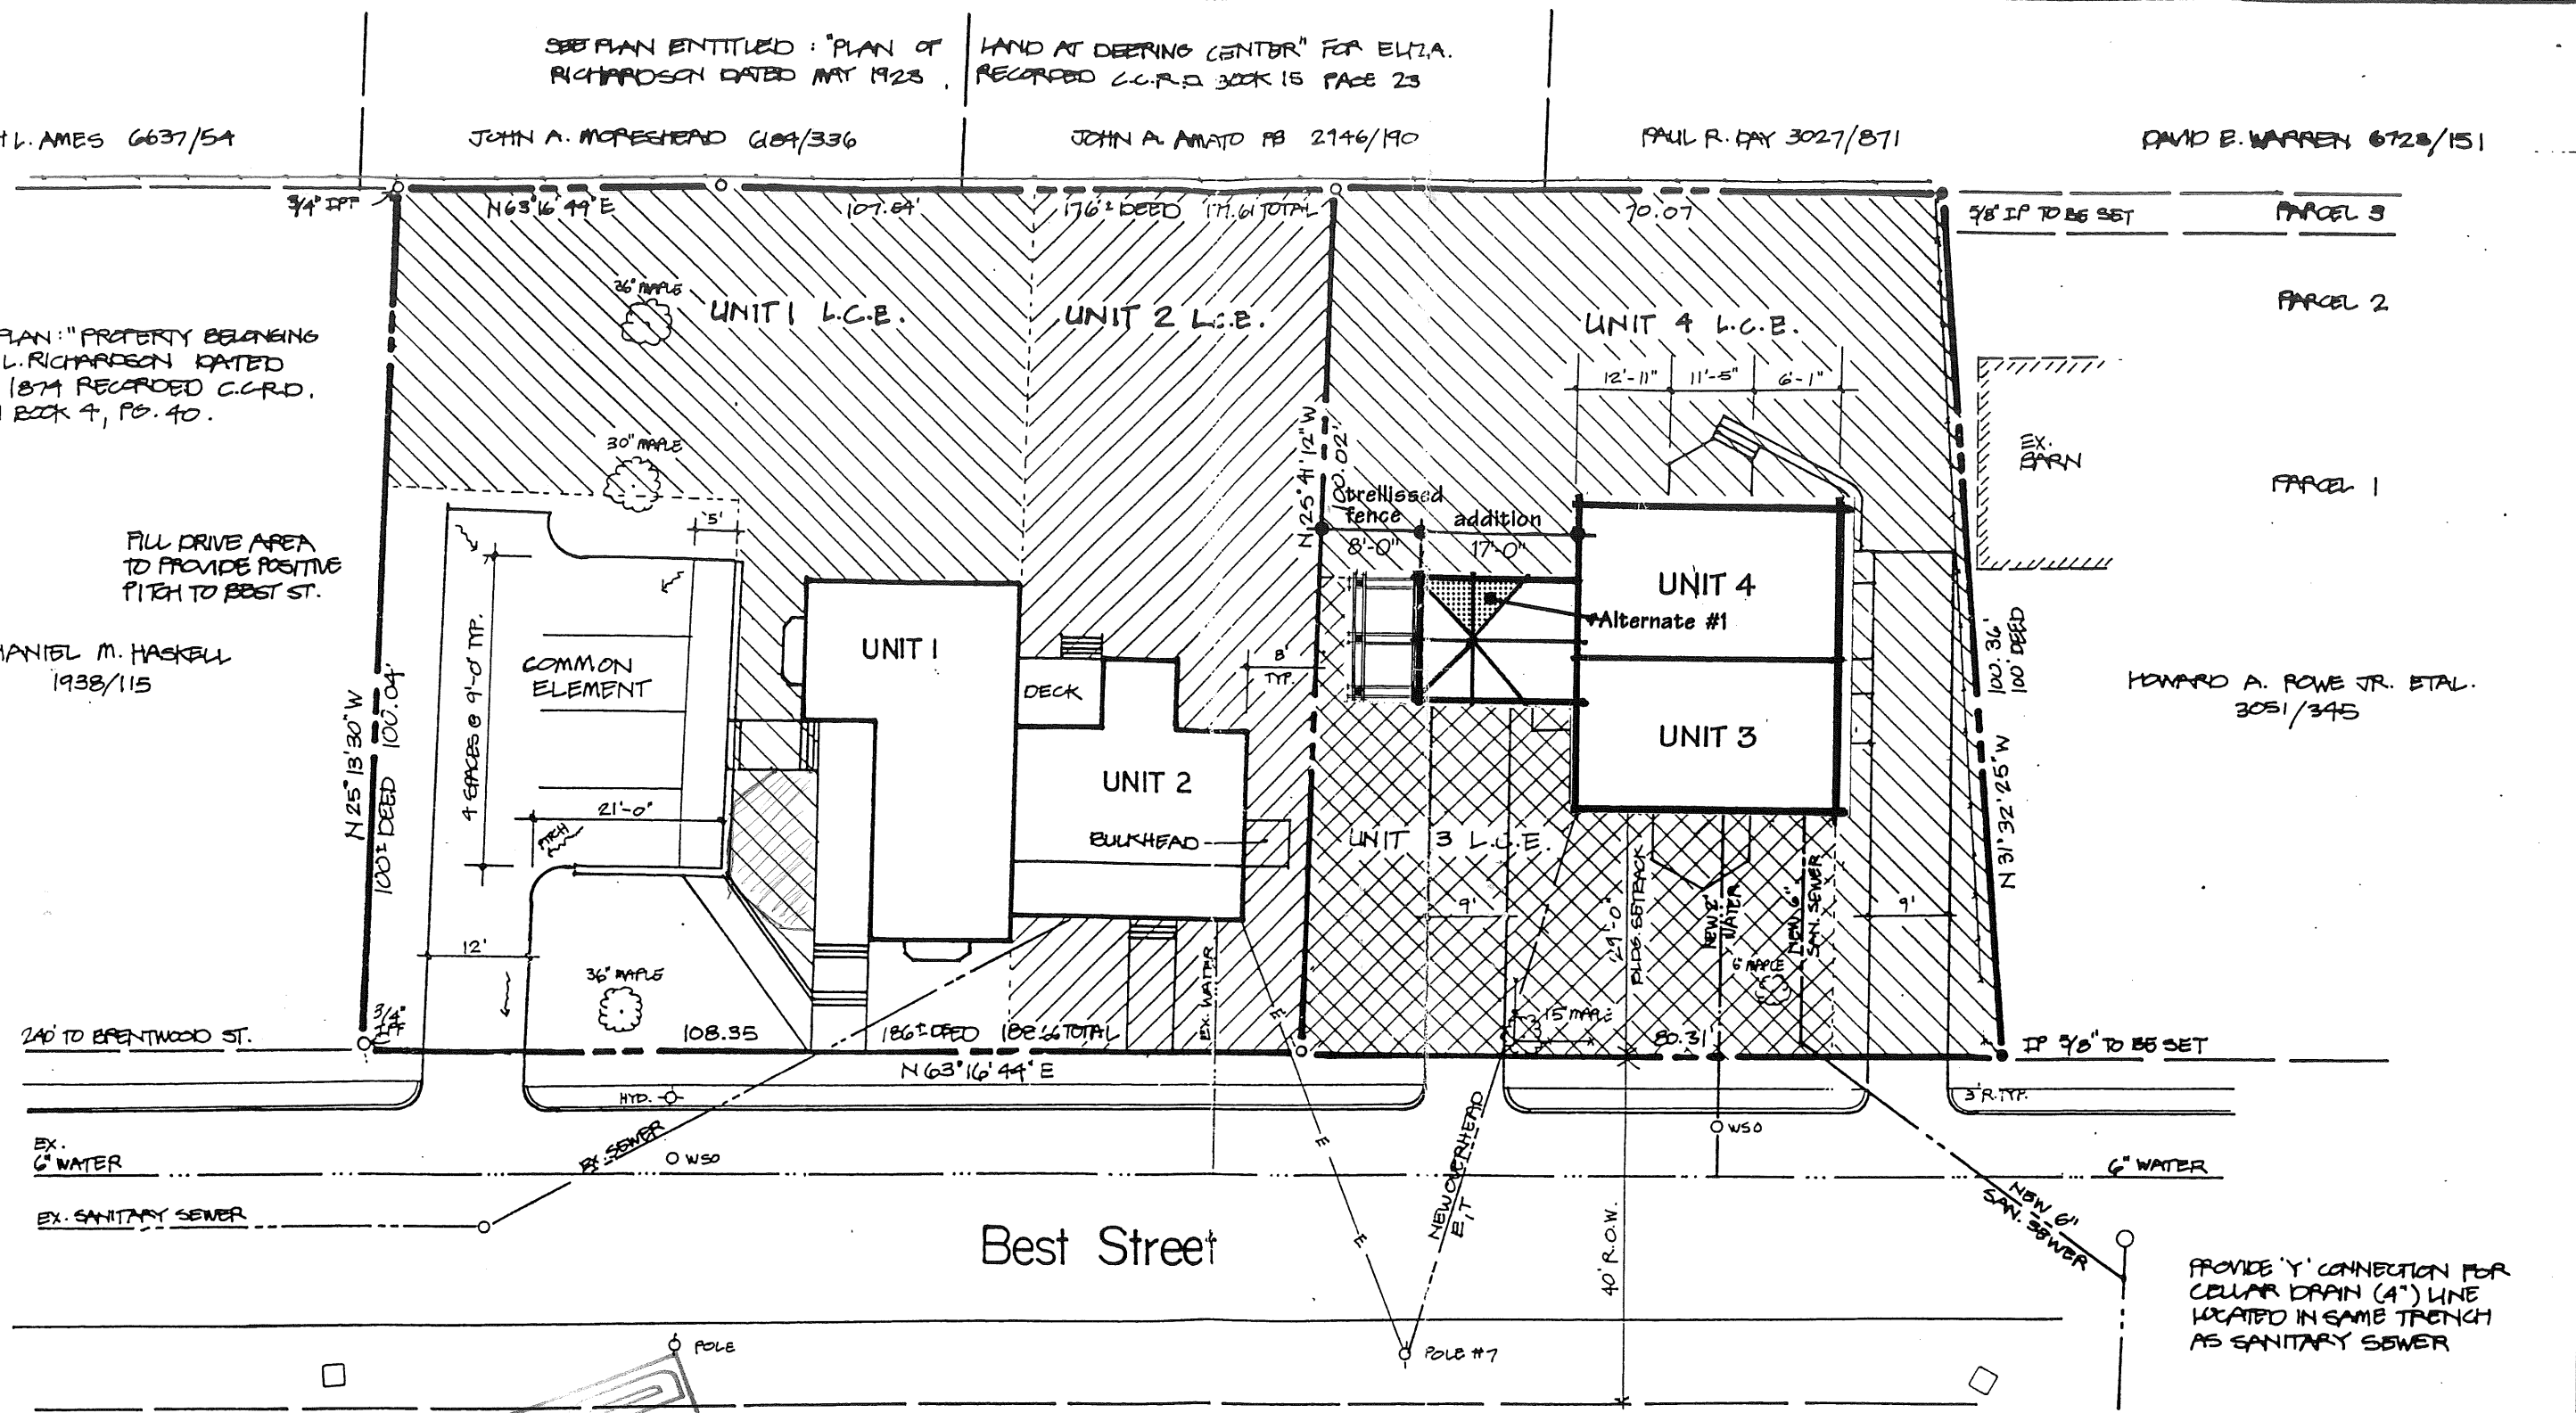 SEE PLAN ENTITLED : "PLAN OF LAND AT DEERING CENTER" FOR
RICHARDSON DATED MAY 1923, RECORDED C.C.R.D. BOOK 15 PAGE 23
L. AMES 6637/54
JOHN A. MORESHEAD 6184/336
JOHN A. AMATO PB 2946/190
PAUL R. DAY 3027/871
DAVID E. WARREN 6723/151
3/4" IPF
N63°16'49"E
107.54'
176'± DEED
177.61 TOTAL
70.07
5/8" IP TO BE SET
PARCEL 3
PARCEL 2
PARCEL 1
36" MAPLE
UNIT 1 L.C.E.
UNIT 2 L.C.E.
UNIT 4 L.C.E.
PLAN: "PROPERTY BELONGING
L. RICHARDSON DATED
1874 RECORDED C.C.R.D.
BOOK 4, PG. 40.
12'-11"
11'-5"
6'-1"
30" MAPLE
EX.
BARN
N25°41'12"W
100.02'
trellissed
fence
addition
8'-0"
17'-0"
5'
FILL DRIVE AREA
TO PROVIDE POSITIVE
PITCH TO BEST ST.
4 SPACES @ 9'-0" TYP.
COMMON
ELEMENT
UNIT 1
UNIT 4
Alternate #1
UNIT 3
DECK
8'
TYP.
HANIEL M. HASKELL
1938/115
100.36'
100' DEED
HOWARD A. ROWE JR. ETAL.
3051/345
N25°13'30"W
100'± DEED 100.04'
N 31°32'25"W
UNIT 2
BULKHEAD
21'-0"
PITCH
UNIT 3 L.C.E.
29'-0"
BLDG. SETBACK
NEW 2"
WATER
NEW 6"
SAN. SEWER
9'
9'
12'
36" MAPLE
6" MAPLE
15" MAPLE
EX. WATER
3/4"
IPF
240' TO BRENTWOOD ST.
108.35
186'± DEED
188.66 TOTAL
80.31'
IP 5/8" TO BE SET
N63°16'44"E
HYD.
3' R. TYP.
EX.
6" WATER
EX. SEWER
WSO
WSO
6" WATER
E
E
E
NEW OVERHEAD
E,T
EX. SANITARY SEWER
Best Street
40' R.O.W.
NEW 6"
SAN. SEWER
PROVIDE 'Y' CONNECTION FOR
CELLAR DRAIN (4") LINE
LOCATED IN SAME TRENCH
AS SANITARY SEWER
POLE
POLE #7